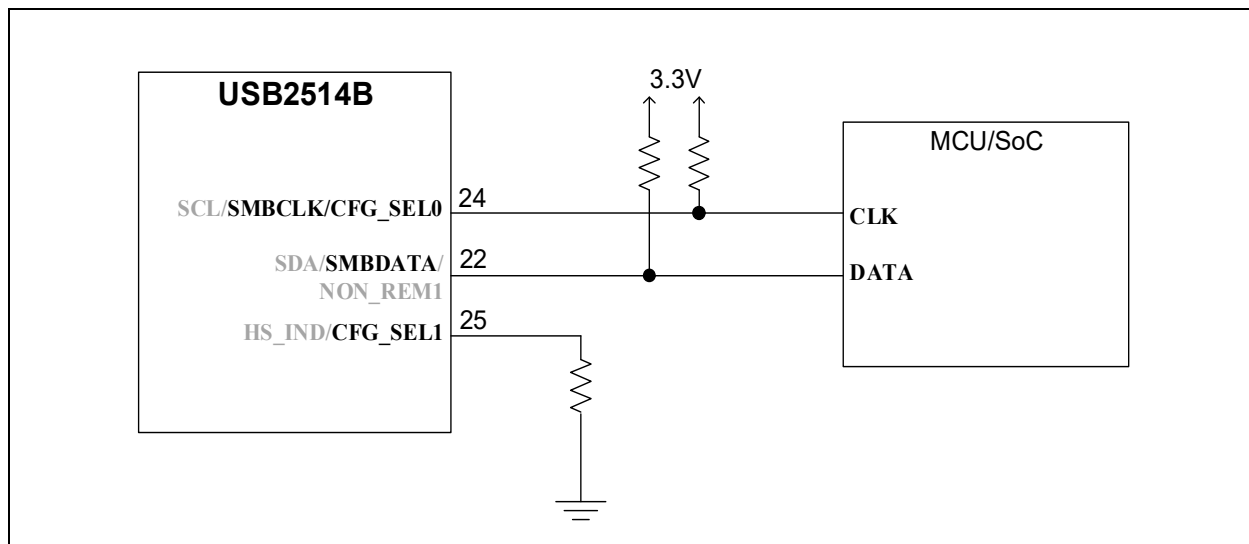 USB2514B
3.3V
MCU/SoC
SCL/SMBCLK/CFG_SEL0
24
CLK
SDA/SMBDATA/
NON_REM1
22
DATA
HS_IND/CFG_SEL1
25